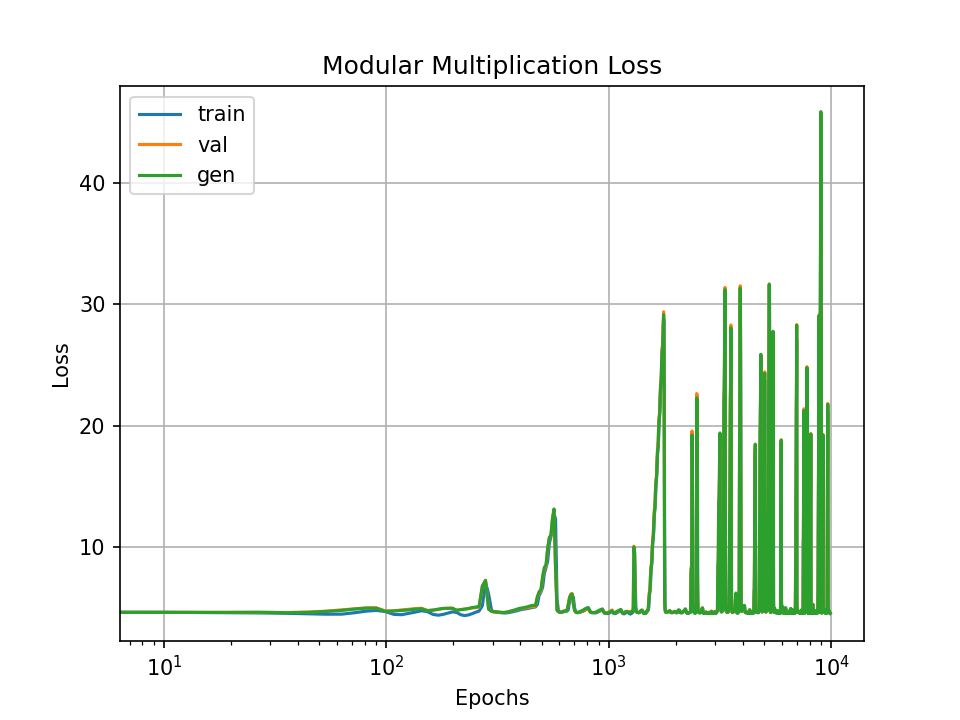 Modular Multiplication Loss
train
val
gen
40
30
20
10
Loss
10¹
10²
10³
10⁴
Epochs